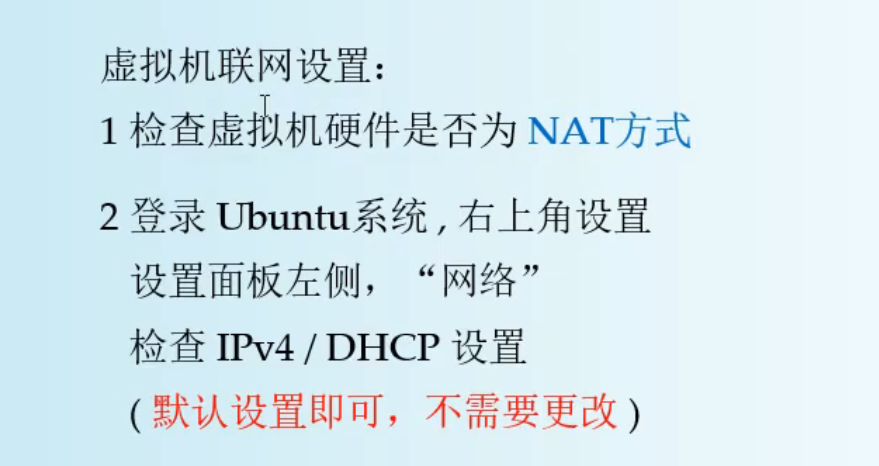 虚拟机联网设置：
1 检查虚拟机硬件是否为 NAT方式
2 登录 Ubuntu系统 , 右上角设置
设置面板左侧，“网络”
检查 IPv4 / DHCP 设置
( 默认设置即可，不需要更改 )